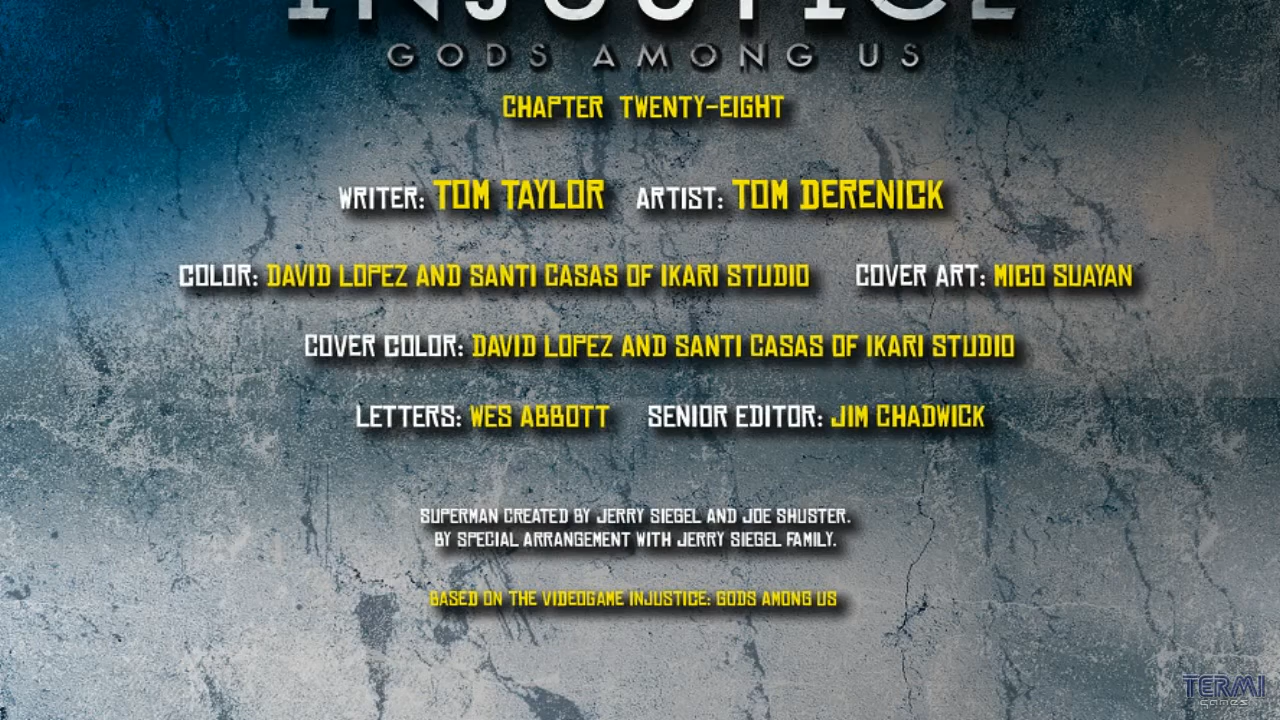 INJUSTICE
GODS AMONG US
CHAPTER TWENTY-EIGHT
WRITER: TOM TAYLOR ARTIST: TOM DERENICK
COLOR: DAVID LOPEZ AND SANTI CASAS OF IKARI STUDIO COVER ART: MICO SUAYAN
COVER COLOR: DAVID LOPEZ AND SANTI CASAS OF IKARI STUDIO
LETTERS: WES ABBOTT SENIOR EDITOR: JIM CHADWICK
SUPERMAN CREATED BY JERRY SIEGEL AND JOE SHUSTER.
BY SPECIAL ARRANGEMENT WITH JERRY SIEGEL FAMILY.
BASED ON THE VIDEOGAME INJUSTICE: GODS AMONG US
TERMI
games